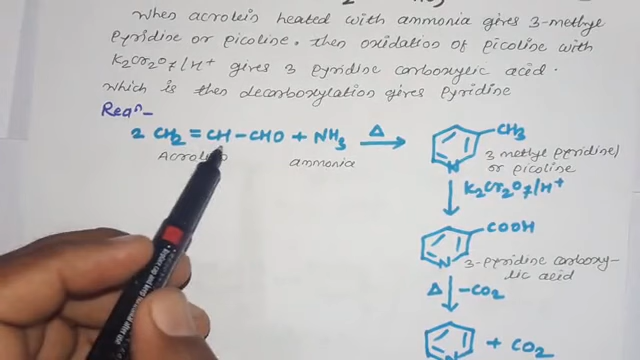 When acrolein heated with ammonia gives 3-methye
pyridine or picoline. then oxidation of picoline with
K2Cr2O7/H+ gives 3 pyridine carboxylic acid.
which is then decarboxylation gives pyridine
Reaⁿ-
2 CH2 = CH - CHO + NH3 Δ CH3
Acrolein ammonia
N
3 methyl pyridine/
or picoline
K2Cr2O7/H+
COOH
N
3-pyridine carboxy-
lic acid
Δ -CO2
N + CO2